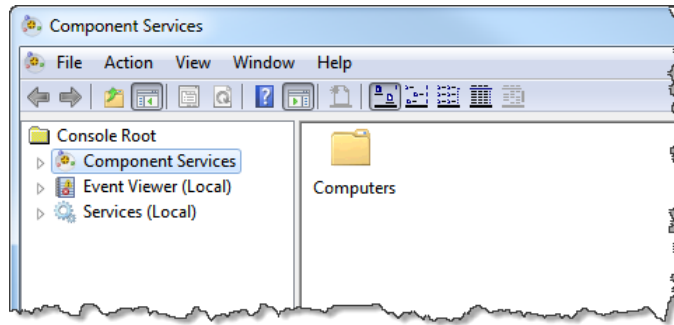 Component Services
File Action View Window Help
Console Root
Component Services
Event Viewer (Local)
Services (Local)
Computers